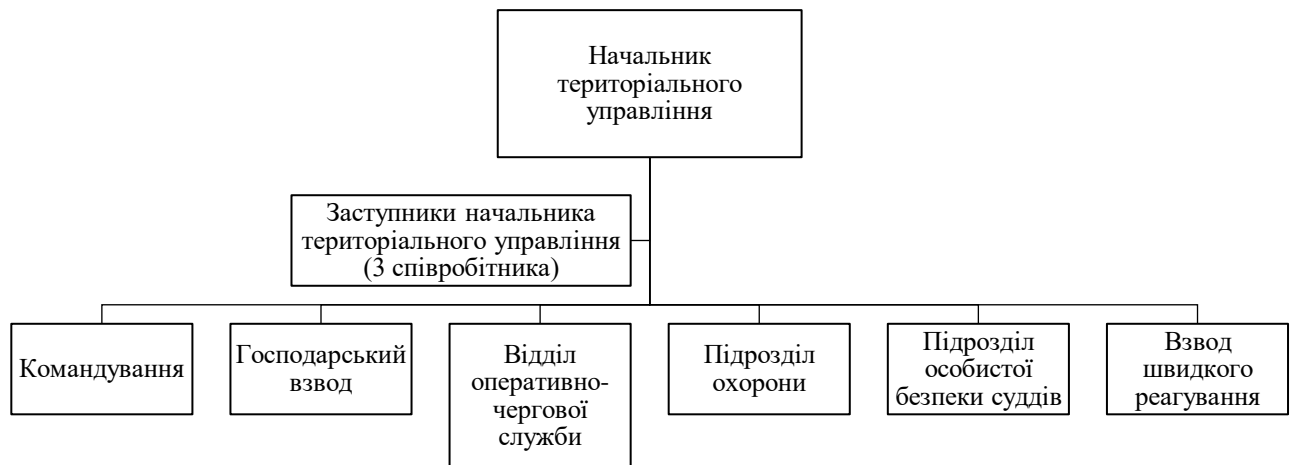 Начальник
територіального
управління
Заступники начальника
територіального управління
(3 співробітника)
Командування
Господарський
взвод
Відділ
оперативно-
чергової
служби
Підрозділ
охорони
Підрозділ
особистої
безпеки суддів
Взвод
швидкого
реагування